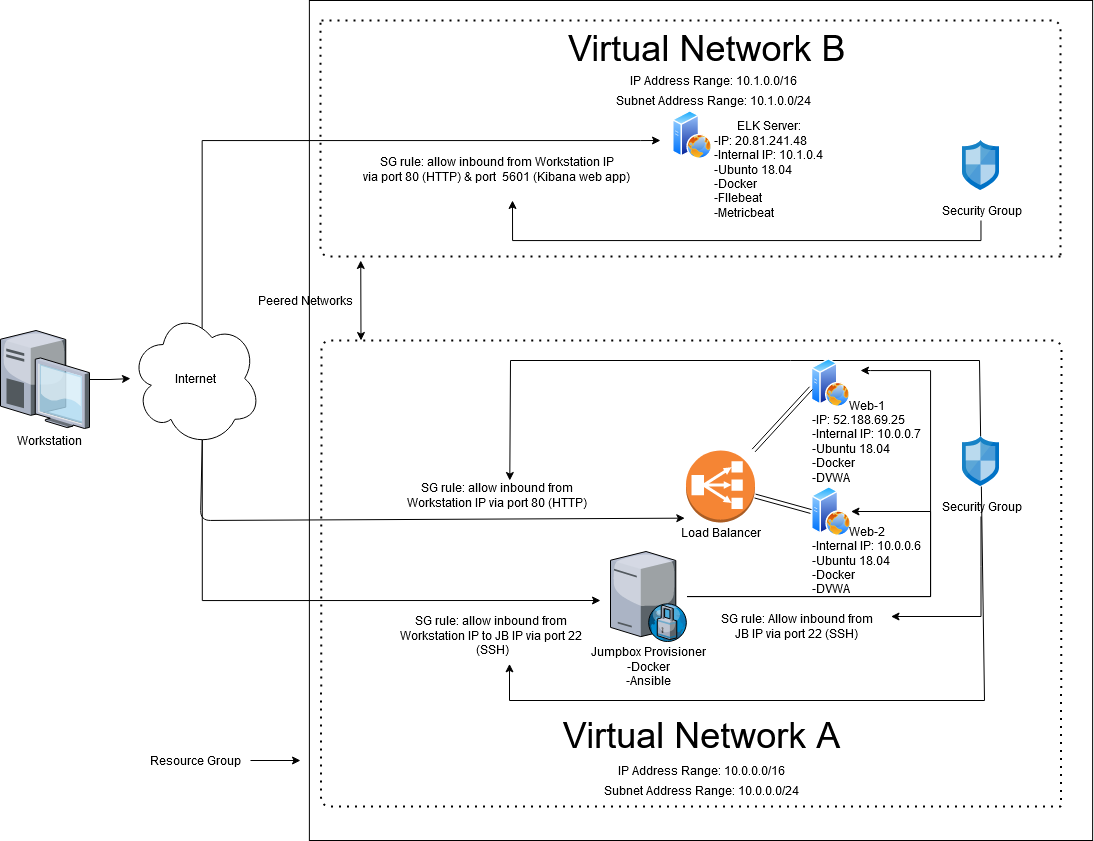 Virtual Network B
IP Address Range: 10.1.0.0/16
Subnet Address Range: 10.1.0.0/24
ELK Server:
-IP: 20.81.241.48
-Internal IP: 10.1.0.4
-Ubunto 18.04
-Docker
-FIlebeat
-Metricbeat
SG rule: allow inbound from Workstation IP
via port 80 (HTTP) & port 5601 (Kibana web app)
Security Group
Peered Networks
Workstation
Internet
Web-1
-IP: 52.188.69.25
-Internal IP: 10.0.0.7
-Ubuntu 18.04
-Docker
-DVWA
SG rule: allow inbound from
Workstation IP via port 80 (HTTP)
Load Balancer
Security Group
Web-2
-Internal IP: 10.0.0.6
-Ubuntu 18.04
-Docker
-DVWA
SG rule: allow inbound from
Workstation IP to JB IP via port 22
(SSH)
Jumpbox Provisioner
-Docker
-Ansible
SG rule: Allow inbound from
JB IP via port 22 (SSH)
Virtual Network A
IP Address Range: 10.0.0.0/16
Subnet Address Range: 10.0.0.0/24
Resource Group